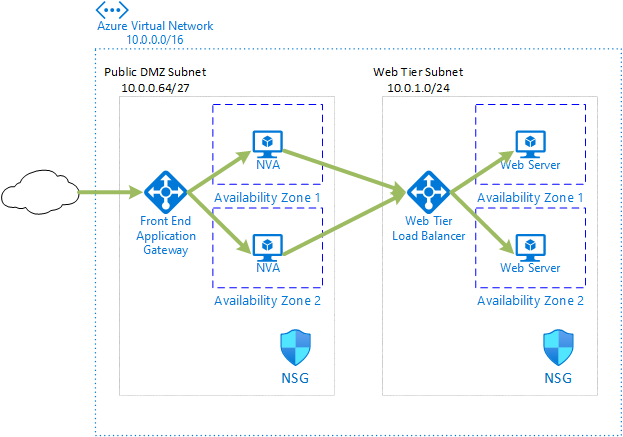 Azure Virtual Network
10.0.0.0/16
Public DMZ Subnet
10.0.0.64/27
Web Tier Subnet
10.0.1.0/24
NVA
Availability Zone 1
Front End
Application
Gateway
NVA
Availability Zone 2
NSG
Web Tier
Load Balancer
Web Server
Availability Zone 1
Web Server
Availability Zone 2
NSG